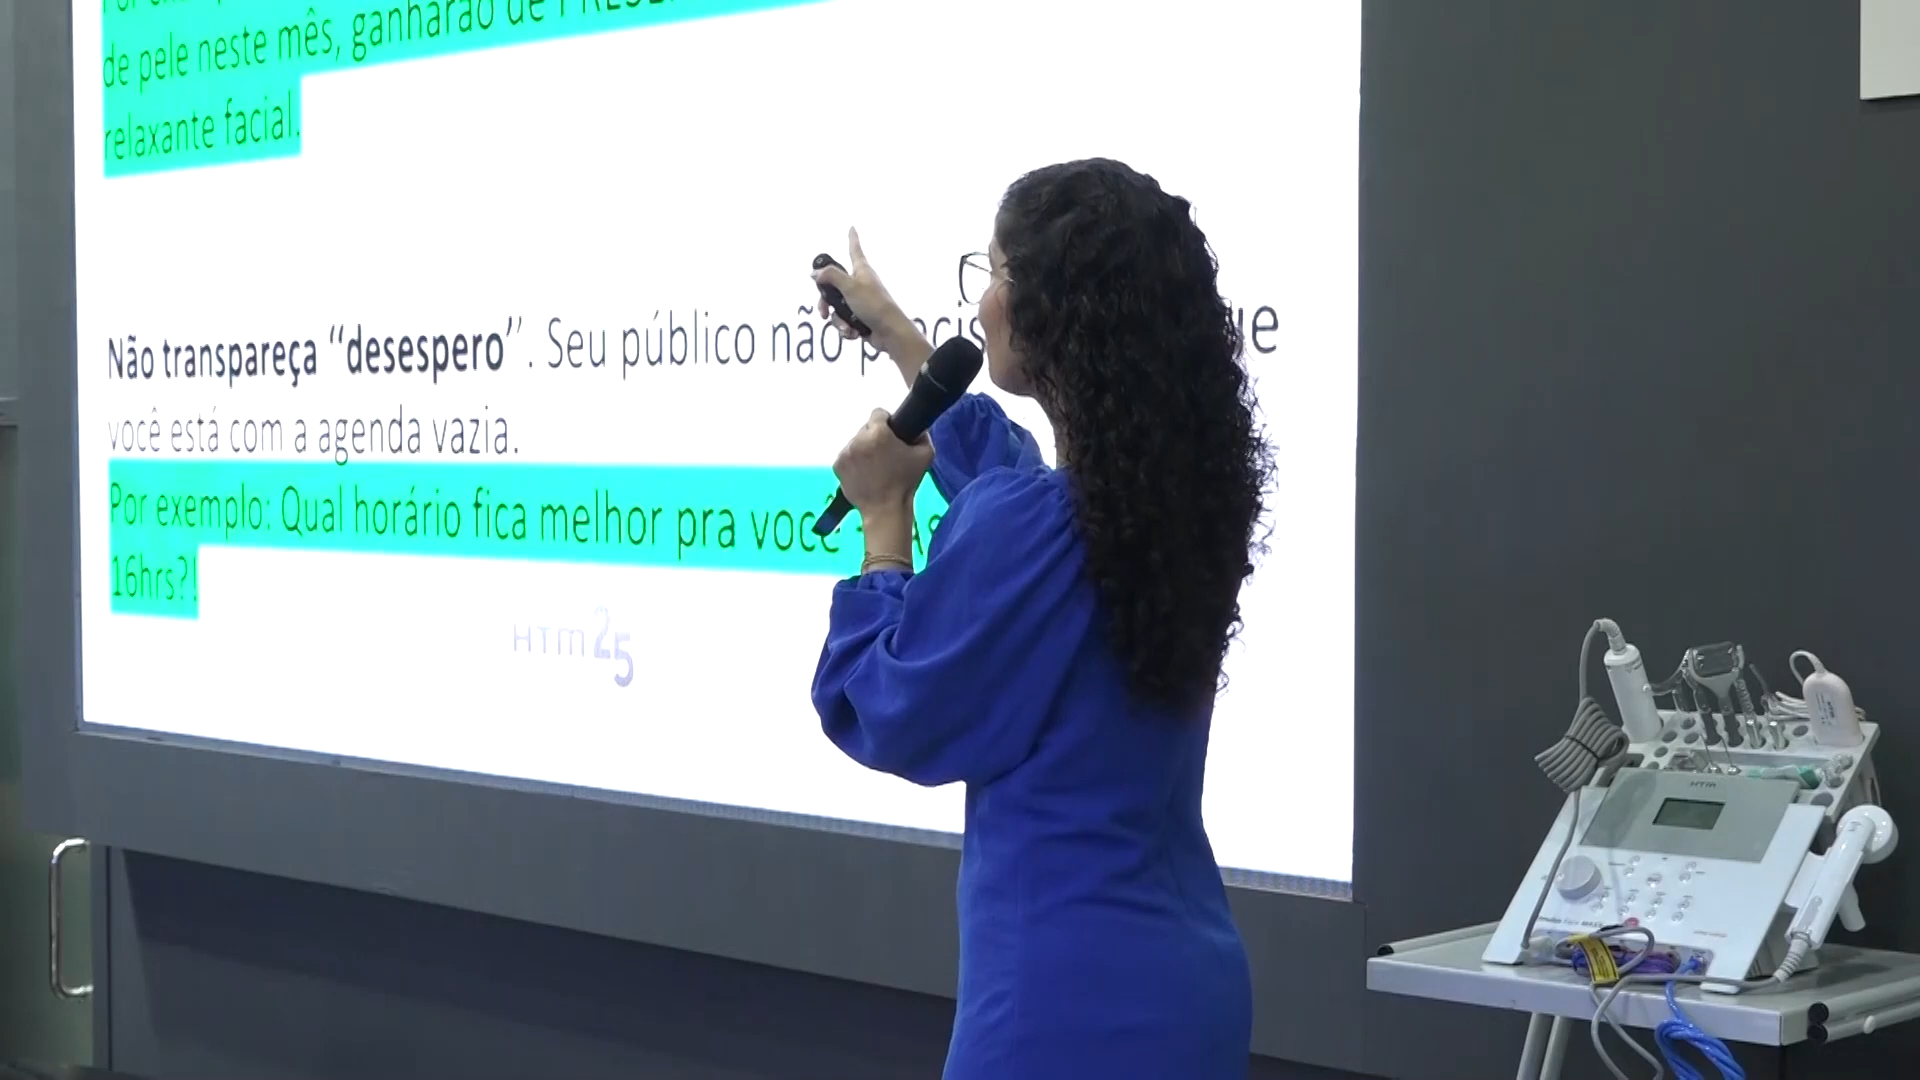 de pele neste mês, ganharão de
relaxante facial.
Não transpareça “desespero”. Seu público não
você está com a agenda vazia.
Por exemplo: Qual horário fica melhor pra você
16hrs?!
HTM 25
HTM